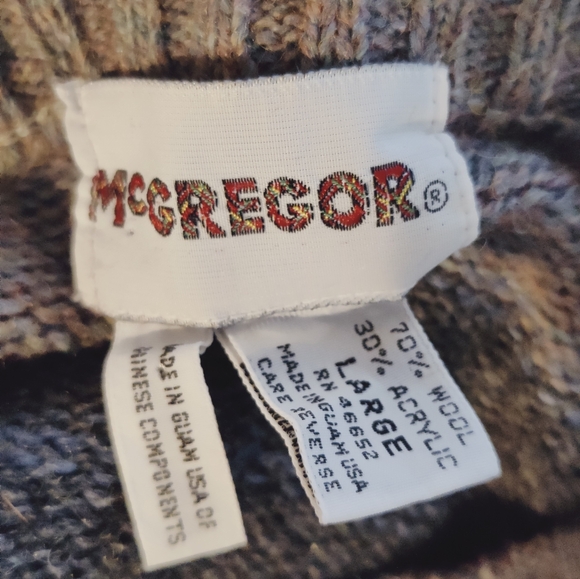 McGREGOR®
ADE IN GUAM USA OF
HINESE COMPONENTS
70% WOOL
30% ACRYLIC
LARGE
RN 46652
MADE IN GUAM USA
CARE REVERSE